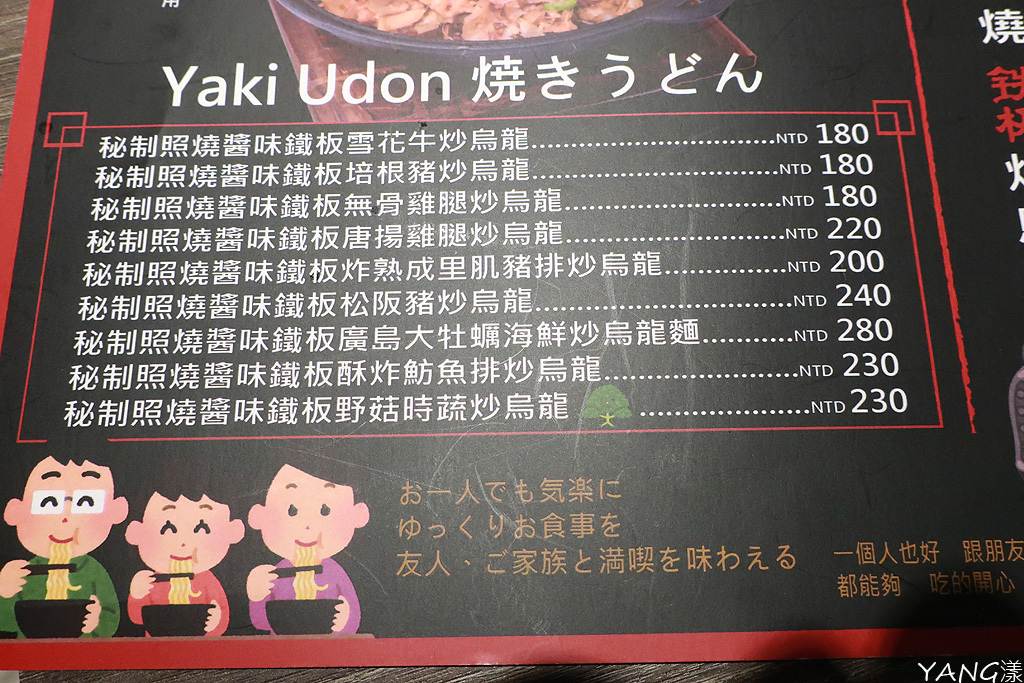 用
Yaki Udon 焼きうどん
秘制照燒醬味鐵板雪花牛炒烏龍........................NTD 180
秘制照燒醬味鐵板培根豬炒烏龍........................NTD 180
秘制照燒醬味鐵板無骨雞腿炒烏龍.....................NTD 180
秘制照燒醬味鐵板唐揚雞腿炒烏龍.....................NTD 220
秘制照燒醬味鐵板炸熟成里肌豬排炒烏龍............NTD 200
秘制照燒醬味鐵板松阪豬炒烏龍.........................NTD 240
秘制照燒醬味鐵板廣島大牡蠣海鮮炒烏龍麵.........NTD 280
秘制照燒醬味鐵板酥炸魴魚排炒烏龍...................NTD 230
秘制照燒醬味鐵板野菇時蔬炒烏龍 .................NTD 230
お一人でも気楽に
ゆっくりお食事を
友人、ご家族と満喫を味わえる
一個人也好 跟朋友
都能夠 吃的開心
燒
YANG漾